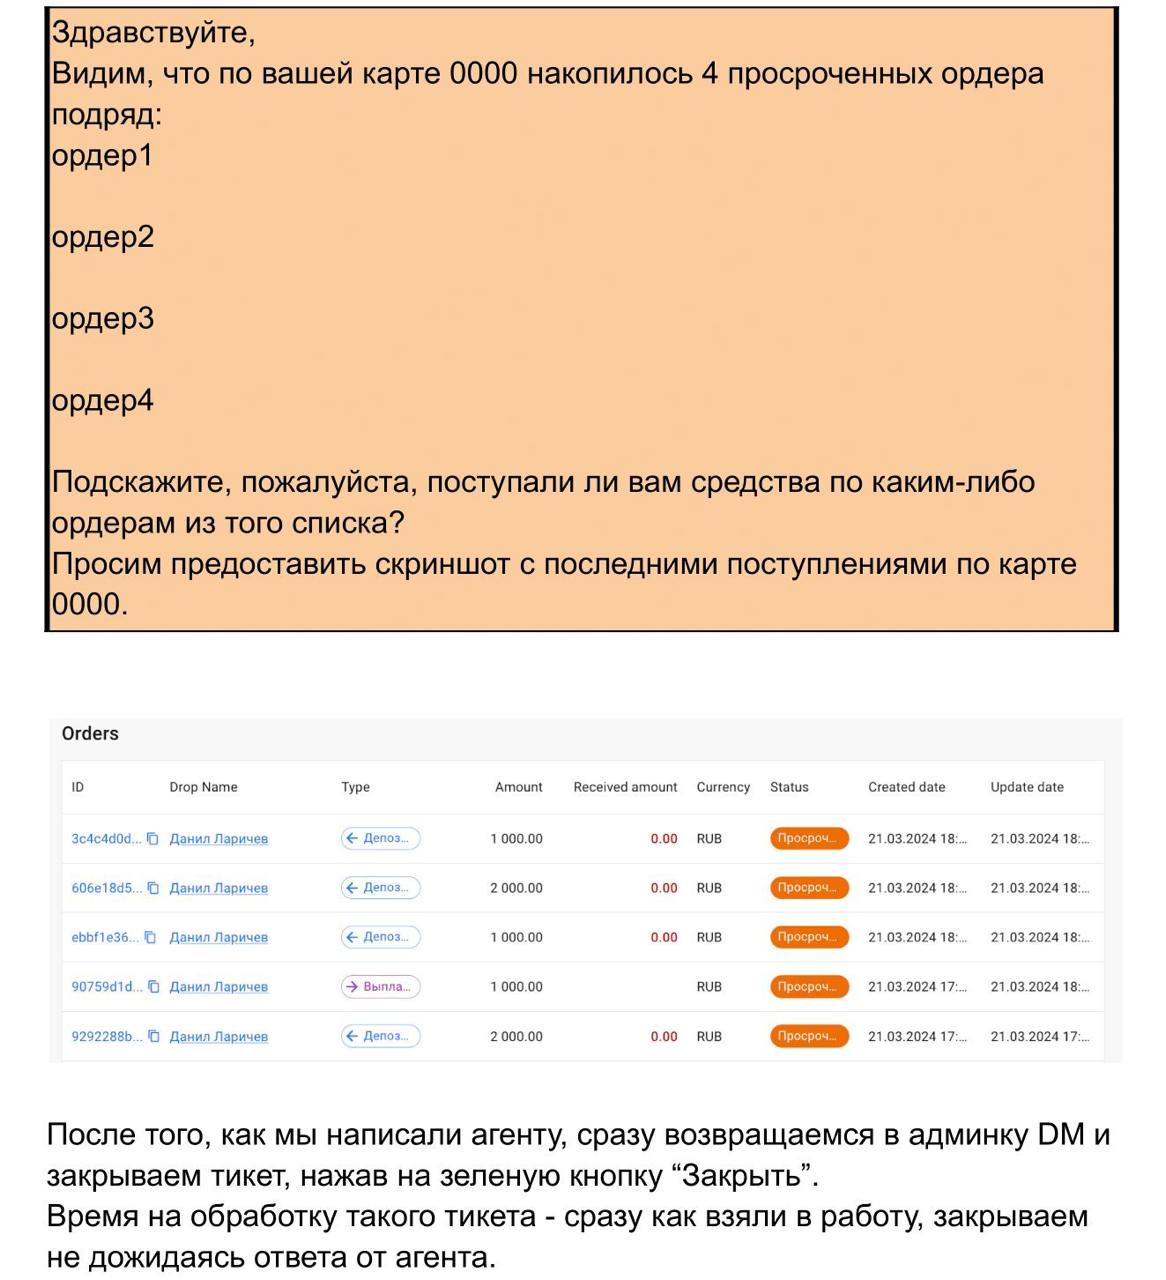 Здравствуйте,
Видим, что по вашей карте 0000 накопилось 4 просроченных ордера
подряд:
ордер1
ордер2
ордер3
ордер4
Подскажите, пожалуйста, поступали ли вам средства по каким-либо
ордерам из того списка?
Просим предоставить скриншот с последними поступлениями по карте
0000.
Orders
ID Drop Name Type Amount Received amount Currency Status Created date Update date
3c4c4d0d... Данил Ларичев ← Депоз... 1 000.00 0.00 RUB Просроч... 21.03.2024 18:... 21.03.2024 18:...
606e18d5... Данил Ларичев ← Депоз... 2 000.00 0.00 RUB Просроч... 21.03.2024 18:... 21.03.2024 18:...
ebbf1e36... Данил Ларичев ← Депоз... 1 000.00 0.00 RUB Просроч... 21.03.2024 18:... 21.03.2024 18:...
90759d1d... Данил Ларичев → Выпла... 1 000.00 RUB Просроч... 21.03.2024 17:... 21.03.2024 18:...
9292288b... Данил Ларичев ← Депоз... 2 000.00 0.00 RUB Просроч... 21.03.2024 17:... 21.03.2024 17:...
После того, как мы написали агенту, сразу возвращаемся в админку DM и
закрываем тикет, нажав на зеленую кнопку “Закрыть”.
Время на обработку такого тикета - сразу как взяли в работу, закрываем
не дожидаясь ответа от агента.